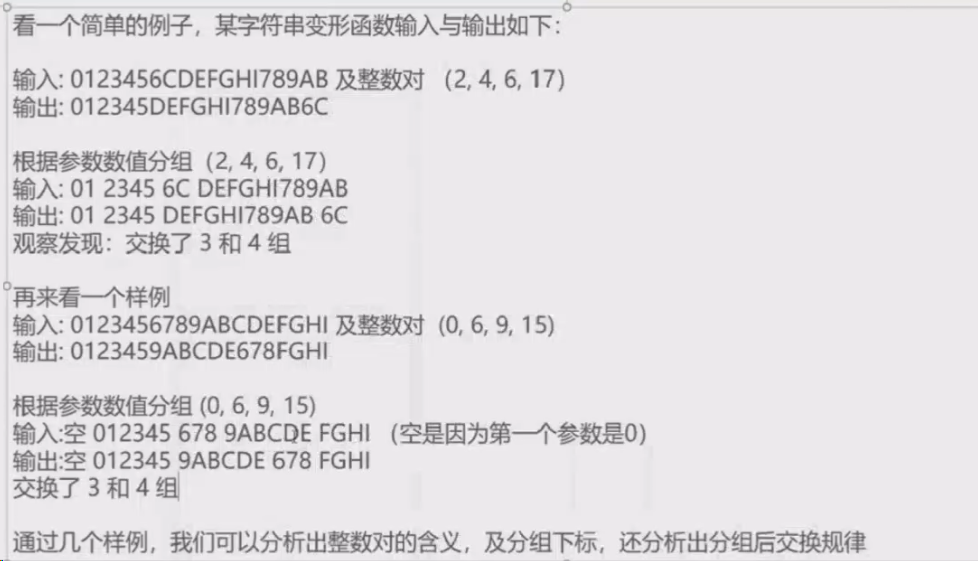 看一个简单的例子，某字符串变形函数输入与输出如下：
输入: 0123456CDEFGHI789AB 及整数对 （2, 4, 6, 17）
输出: 012345DEFGHI789AB6C
根据参数数值分组（2, 4, 6, 17）
输入: 01 2345 6C DEFGHI789AB
输出: 01 2345 DEFGHI789AB 6C
观察发现：交换了 3 和 4 组
再来看一个样例
输入: 0123456789ABCDEFGHI 及整数对 (0, 6, 9, 15)
输出: 0123459ABCDE678FGHI
根据参数数值分组 (0, 6, 9, 15)
输入:空 012345 678 9ABCDE FGHI （空是因为第一个参数是0）
输出:空 012345 9ABCDE 678 FGHI
交换了 3 和 4 组
通过几个样例，我们可以分析出整数对的含义，及分组下标，还分析出分组后交换规律